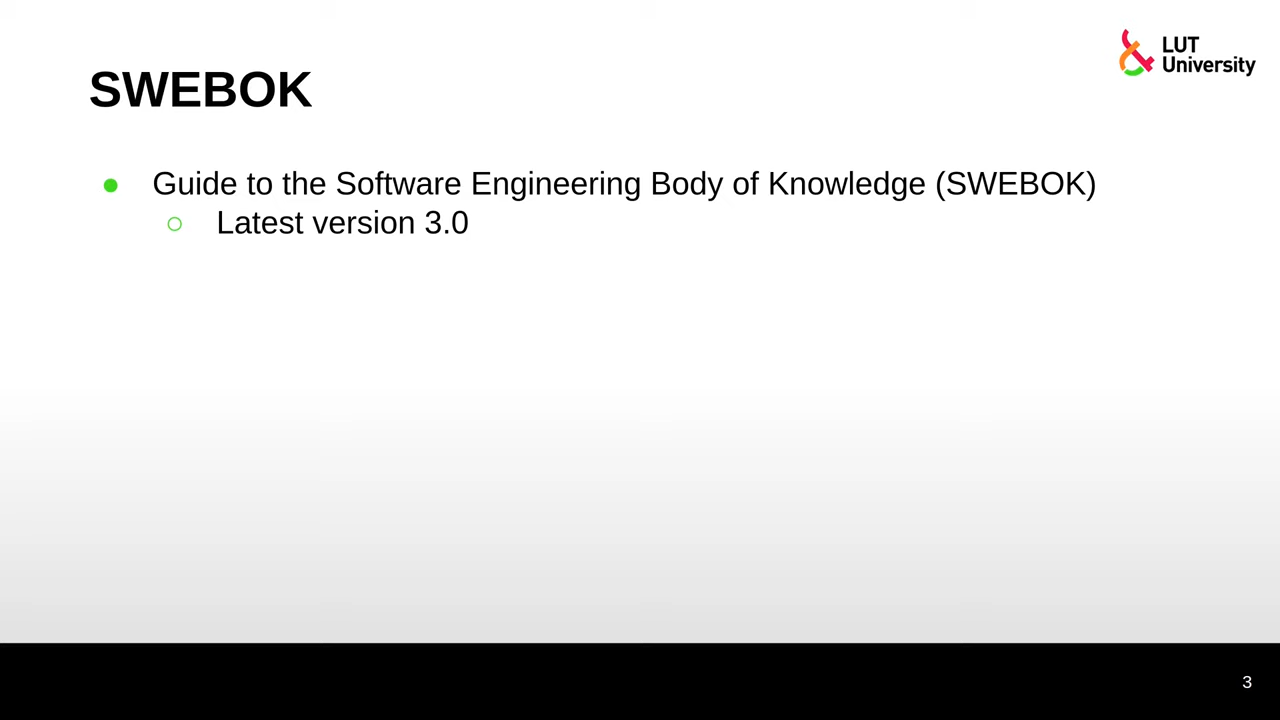 LUT
University
SWEBOK
● Guide to the Software Engineering Body of Knowledge (SWEBOK)
○ Latest version 3.0
3